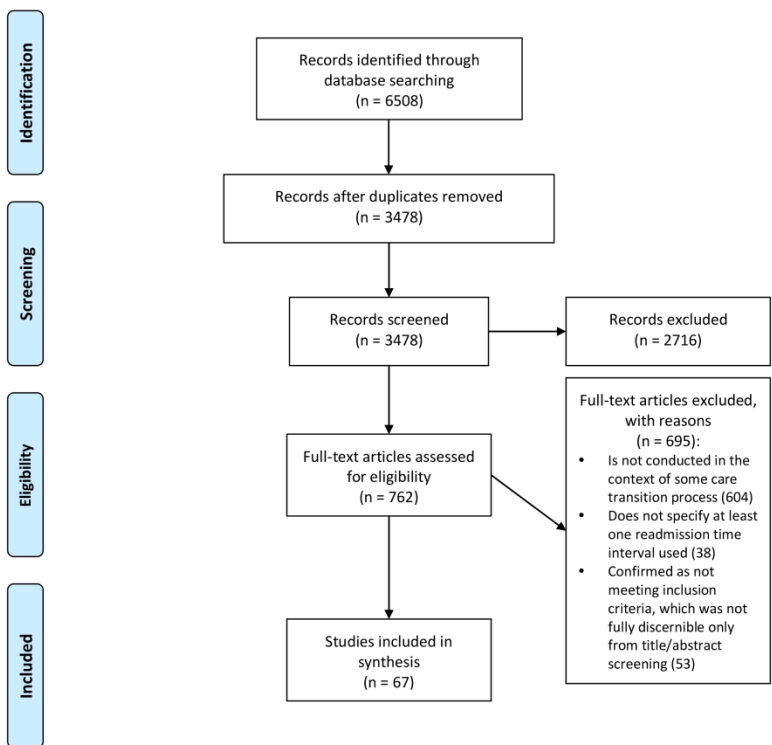 Identification
Records identified through
database searching
(n = 6508)
Records after duplicates removed
(n = 3478)
Screening
Records screened
(n = 3478)
Records excluded
(n = 2716)
Eligibility
Full-text articles assessed
for eligibility
(n = 762)
Full-text articles excluded,
with reasons
(n = 695):
• Is not conducted in the
context of some care
transition process (604)
• Does not specify at least
one readmission time
interval used (38)
• Confirmed as not
meeting inclusion
criteria, which was not
fully discernible only
from title/abstract
screening (53)
Included
Studies included in
synthesis
(n = 67)